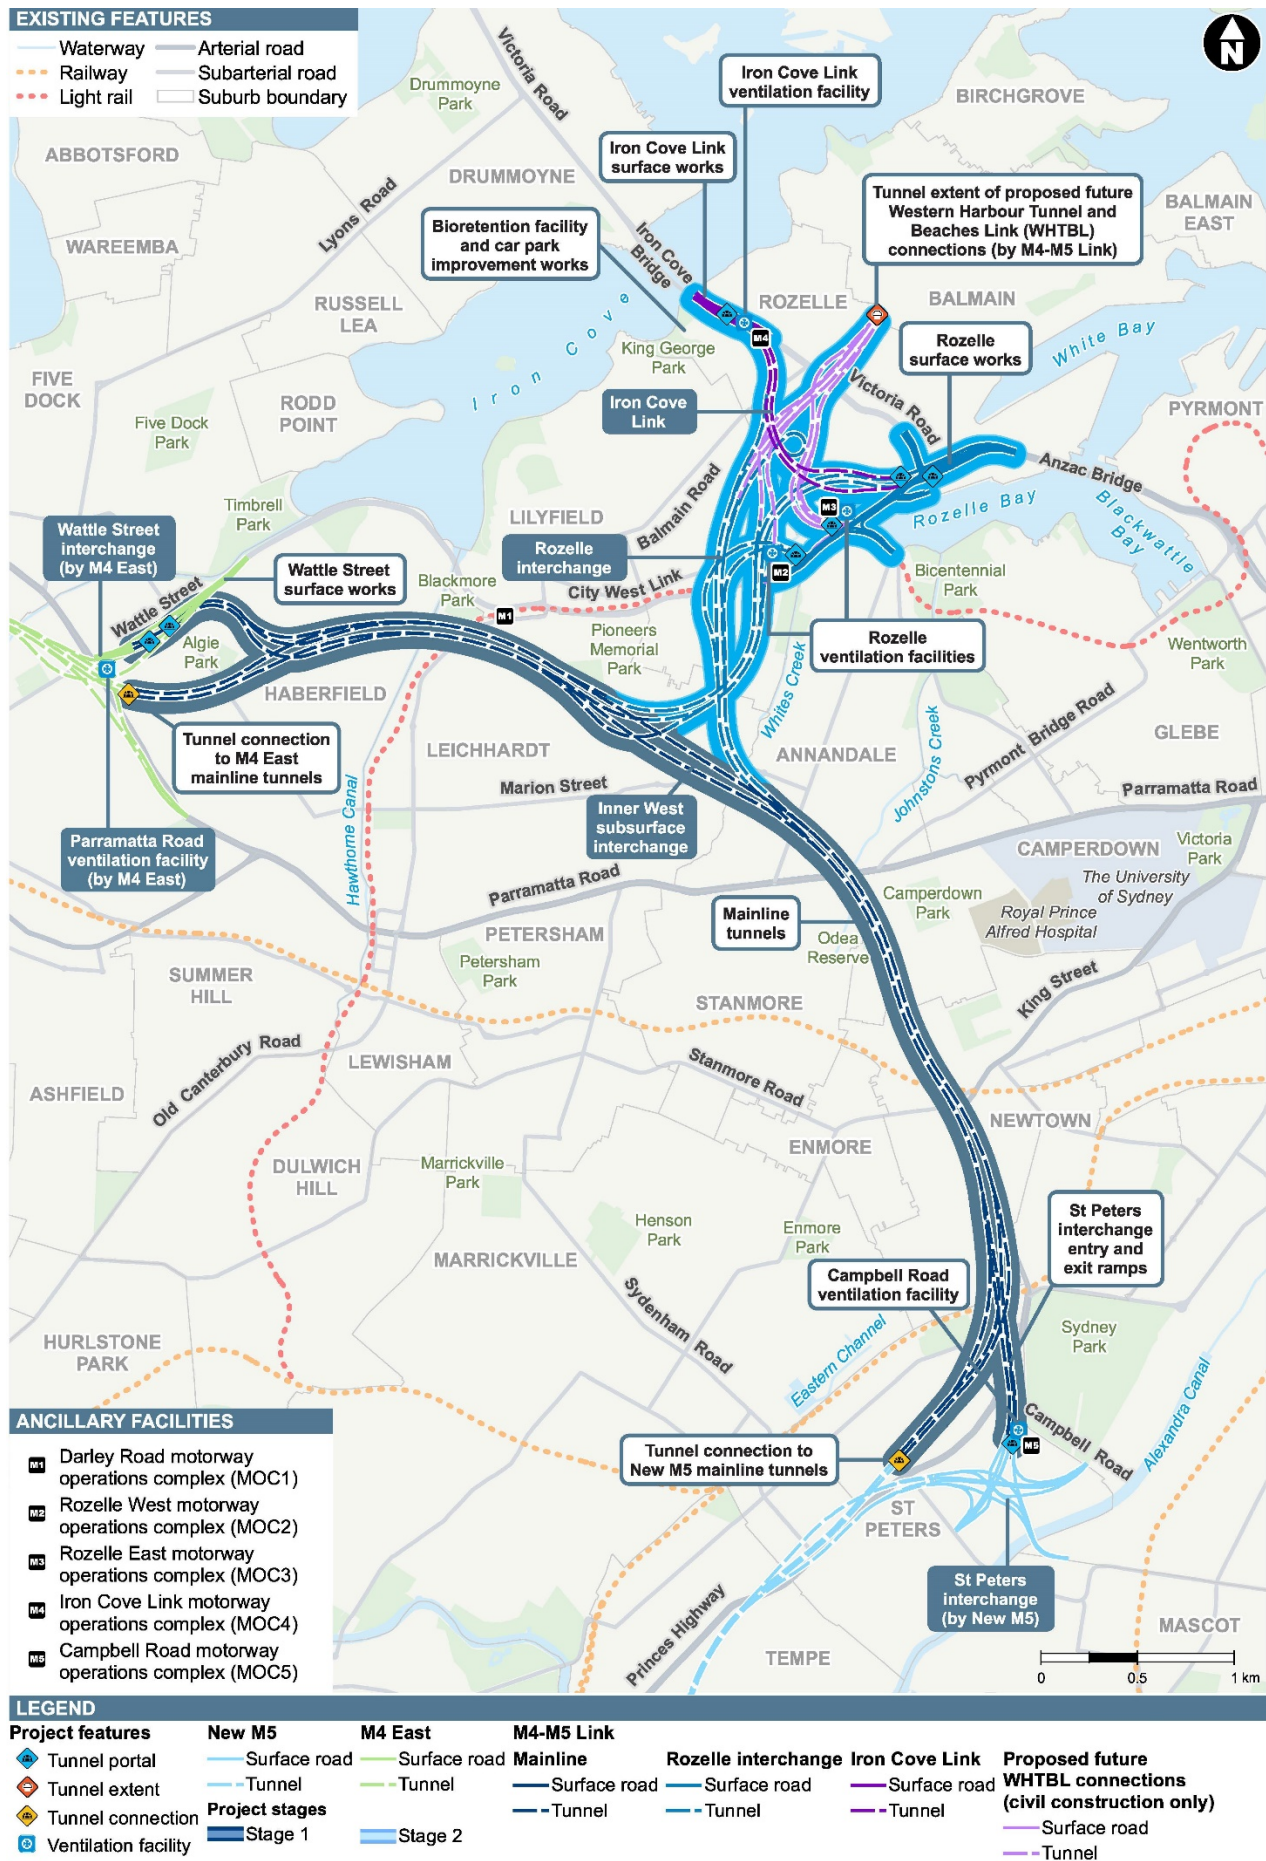 EXISTING FEATURES
Waterway
Arterial road
Railway
Subarterial road
Light rail
Suburb boundary
N
Victoria Road
Drummoyne
Park
Iron Cove Link
ventilation facility
BIRCHGROVE
ABBOTSFORD
Iron Cove Link
surface works
DRUMMOYNE
Tunnel extent of proposed future
Western Harbour Tunnel and
Beaches Link (WHTBL)
connections (by M4-M5 Link)
BALMAIN
EAST
Lyons Road
WAREEMBA
Bioretention facility
and car park
improvement works
Iron Cove
Bridge
RUSSELL
LEA
ROZELLE
BALMAIN
White Bay
Rozelle
surface works
M4
King George
Park
Iron Cove
FIVE
DOCK
RODD
POINT
Five Dock
Park
Iron Cove
Link
Victoria Road
PYRMONT
Anzac Bridge
Timbrell
Park
Balmain Road
LILYFIELD
M3
Rozelle Bay
Blackwattle
Bay
Wattle Street
interchange
(by M4 East)
Wattle Street
surface works
Rozelle
interchange
M2
Blackmore
Park
City West Link
Bicentennial
Park
Wattle Street
M1
Algie
Park
Pioneers
Memorial
Park
Rozelle
ventilation facilities
Wentworth
Park
HABERFIELD
Whites Creek
Tunnel connection
to M4 East
mainline tunnels
LEICHHARDT
ANNANDALE
Johnstons Creek
Pyrmont Bridge Road
GLEBE
Marion Street
Parramatta Road
Hawthorne Canal
Inner West
subsurface
interchange
Parramatta Road
ventilation facility
(by M4 East)
CAMPERDOWN
Victoria
Park
The University
of Sydney
Parramatta Road
Camperdown
Park
Royal Prince
Alfred Hospital
Mainline
tunnels
PETERSHAM
Odea
Reserve
Petersham
Park
SUMMER
HILL
STANMORE
King Street
Old Canterbury Road
LEWISHAM
Stanmore Road
ASHFIELD
NEWTOWN
ENMORE
DULWICH
HILL
Marrickville
Park
Henson
Park
Enmore
Park
St Peters
interchange
entry and
exit ramps
MARRICKVILLE
Campbell Road
ventilation facility
Sydenham Road
Sydney
Park
HURLSTONE
PARK
Eastern Channel
Alexandra Canal
Campbell Road
M5
Tunnel connection to
New M5 mainline tunnels
ST
PETERS
St Peters
interchange
(by New M5)
Princes Highway
TEMPE
MASCOT
0
0.5
1 km
ANCILLARY FACILITIES
M1
Darley Road motorway
operations complex (MOC1)
M2
Rozelle West motorway
operations complex (MOC2)
M3
Rozelle East motorway
operations complex (MOC3)
M4
Iron Cove Link motorway
operations complex (MOC4)
M5
Campbell Road motorway
operations complex (MOC5)
LEGEND
Project features
Tunnel portal
Tunnel extent
Tunnel connection
Ventilation facility
New M5
Surface road
Tunnel
Project stages
Stage 1
Stage 2
M4 East
Surface road
Tunnel
M4-M5 Link
Mainline
Surface road
Tunnel
Rozelle interchange
Surface road
Tunnel
Iron Cove Link
Surface road
Tunnel
Proposed future
WHTBL connections
(civil construction only)
Surface road
Tunnel